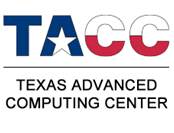 TACC
TEXAS ADVANCED
COMPUTING CENTER